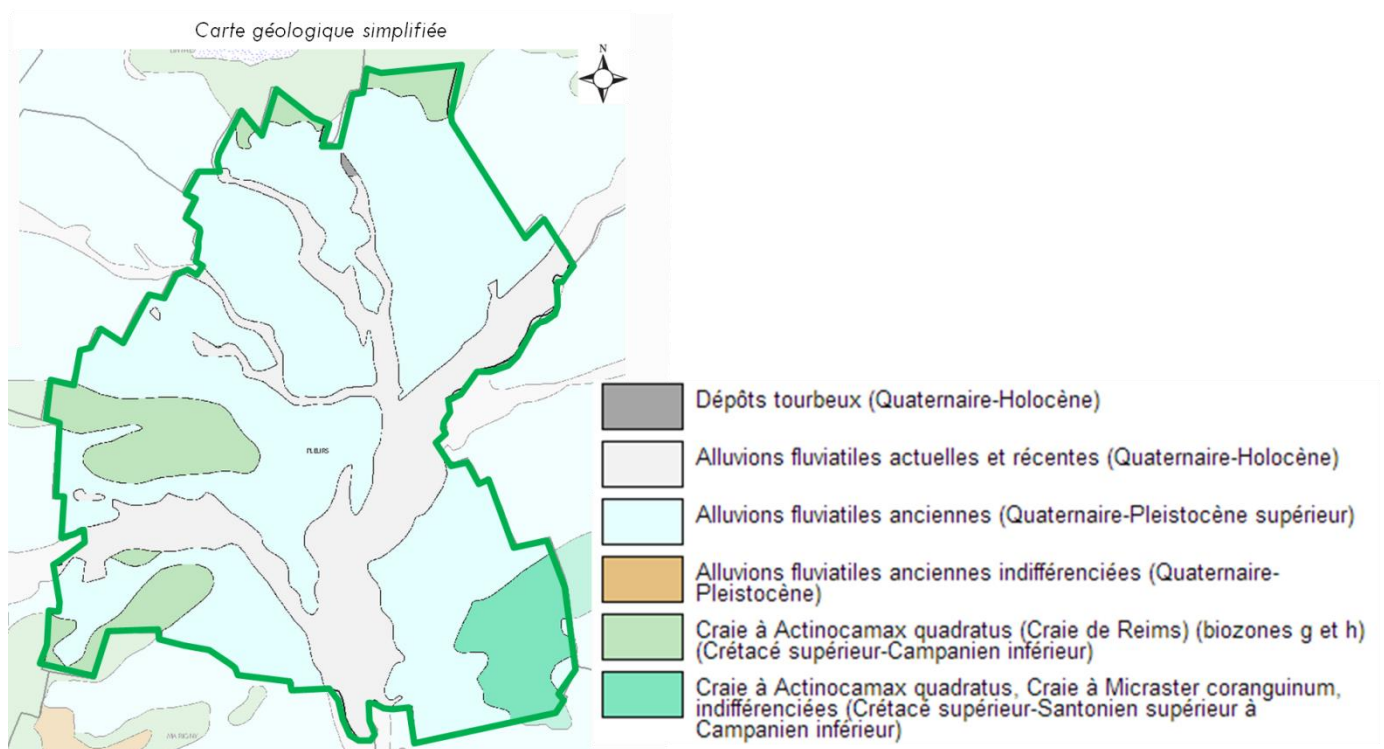 Carte géologique simplifiée
N
PLEURS
Dépôts tourbeux (Quaternaire-Holocène)
Alluvions fluviatiles actuelles et récentes (Quaternaire-Holocène)
Alluvions fluviatiles anciennes (Quaternaire-Pleistocène supérieur)
Alluvions fluviatiles anciennes indifférenciées (Quaternaire-
Pleistocène)
Craie à Actinocamax quadratus (Craie de Reims) (biozones g et h)
(Crétacé supérieur-Campanien inférieur)
Craie à Actinocamax quadratus, Craie à Micraster coranguinum,
indifférenciées (Crétacé supérieur-Santonien supérieur à
Campanien inférieur)
MARIGNY